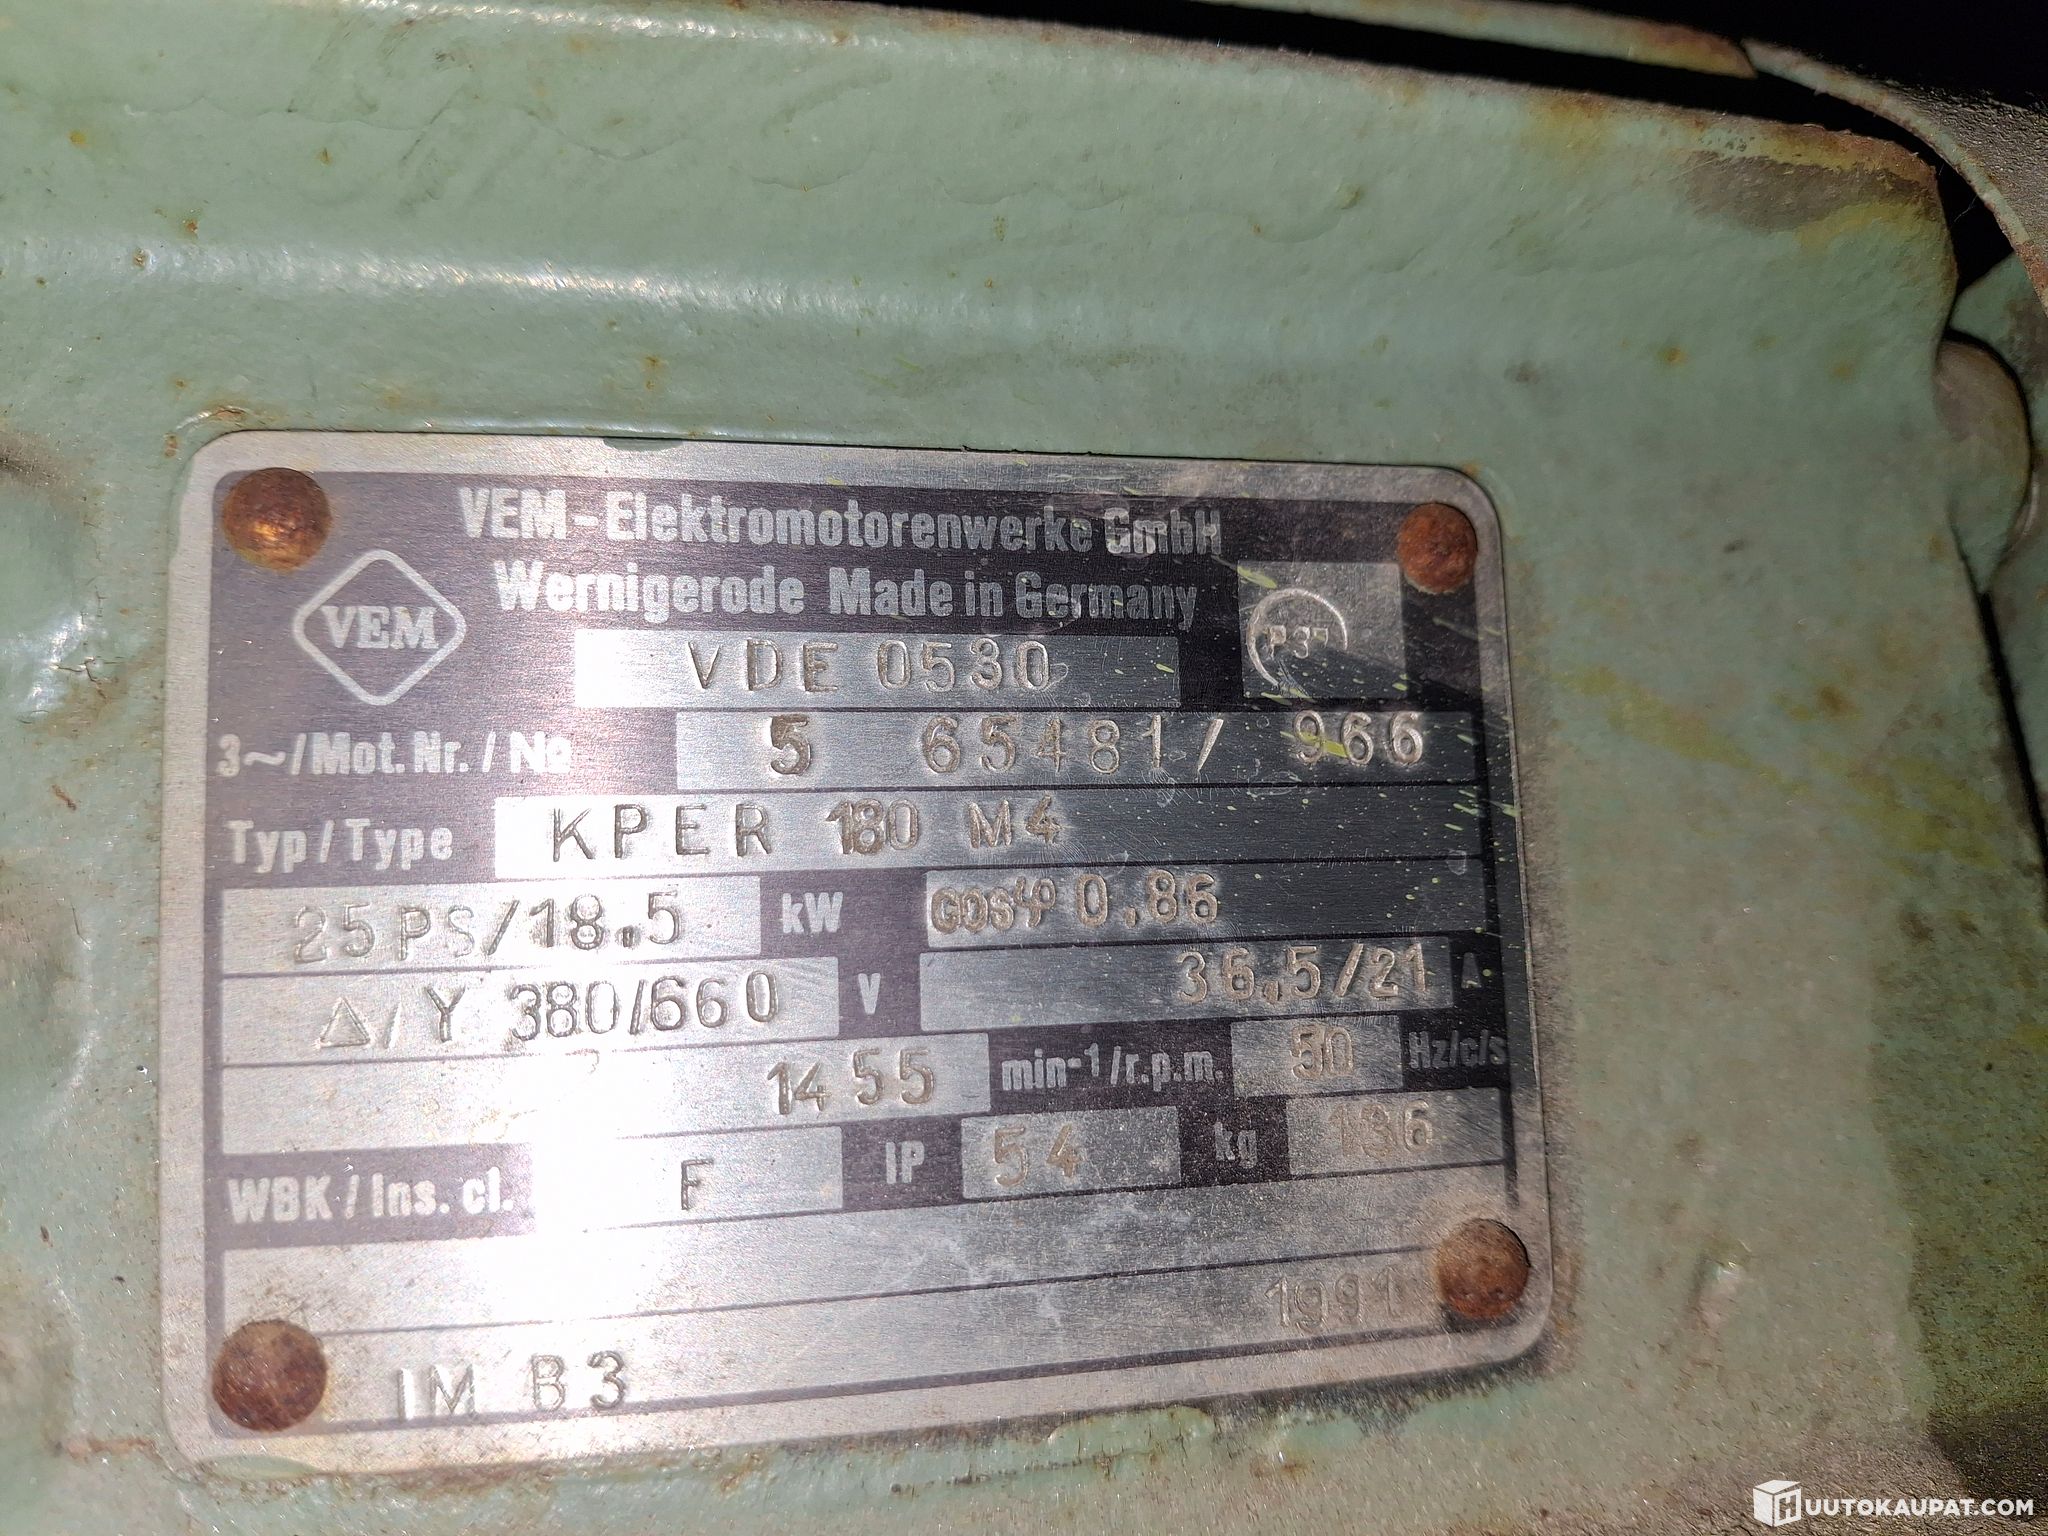 VEM-Elektromotorenwerke GmbH
Wernigerode Made in Germany
VEM
VDE 0530
3~/Mot. Nr./No 5 65481/ 966
Typ/Type KPER 180 M4
25PS/18.5 kW cosφ 0.86
△/Y 380/660 V 36.5/21 A
1455 min-1/r.p.m. 50 Hz/c/s
WBK/Ins. cl. F IP 54 kg 136
1991
IM B3
HUUTOKAUPAT.COM